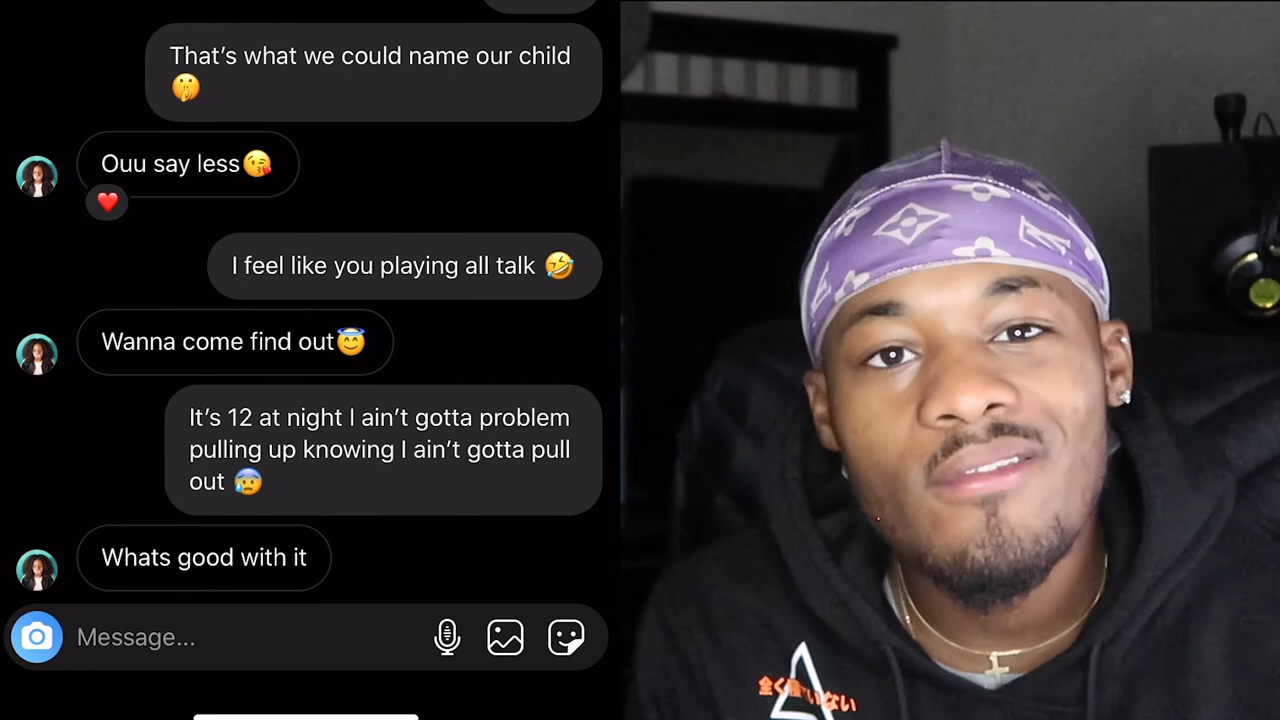 That’s what we could name our child
🤫
Ouu say less😘
❤️
I feel like you playing all talk 🤣
Wanna come find out😇
It’s 12 at night I ain’t gotta problem
pulling up knowing I ain’t gotta pull
out 😰
Whats good with it
Message...